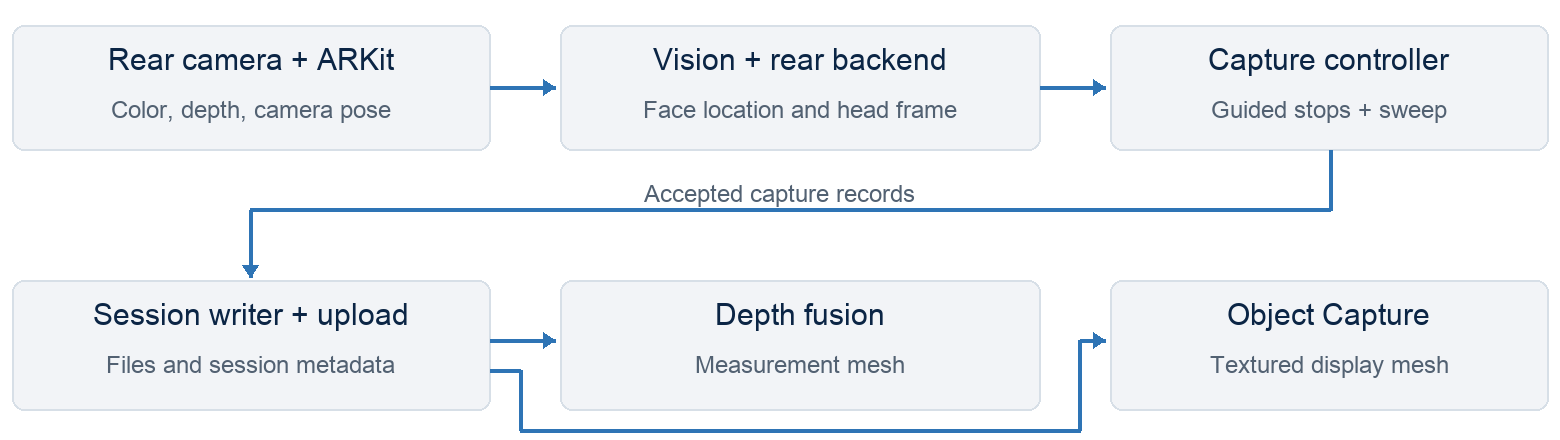 Rear camera + ARKit
Color, depth, camera pose
Vision + rear backend
Face location and head frame
Capture controller
Guided stops + sweep
Accepted capture records
Session writer + upload
Files and session metadata
Depth fusion
Measurement mesh
Object Capture
Textured display mesh